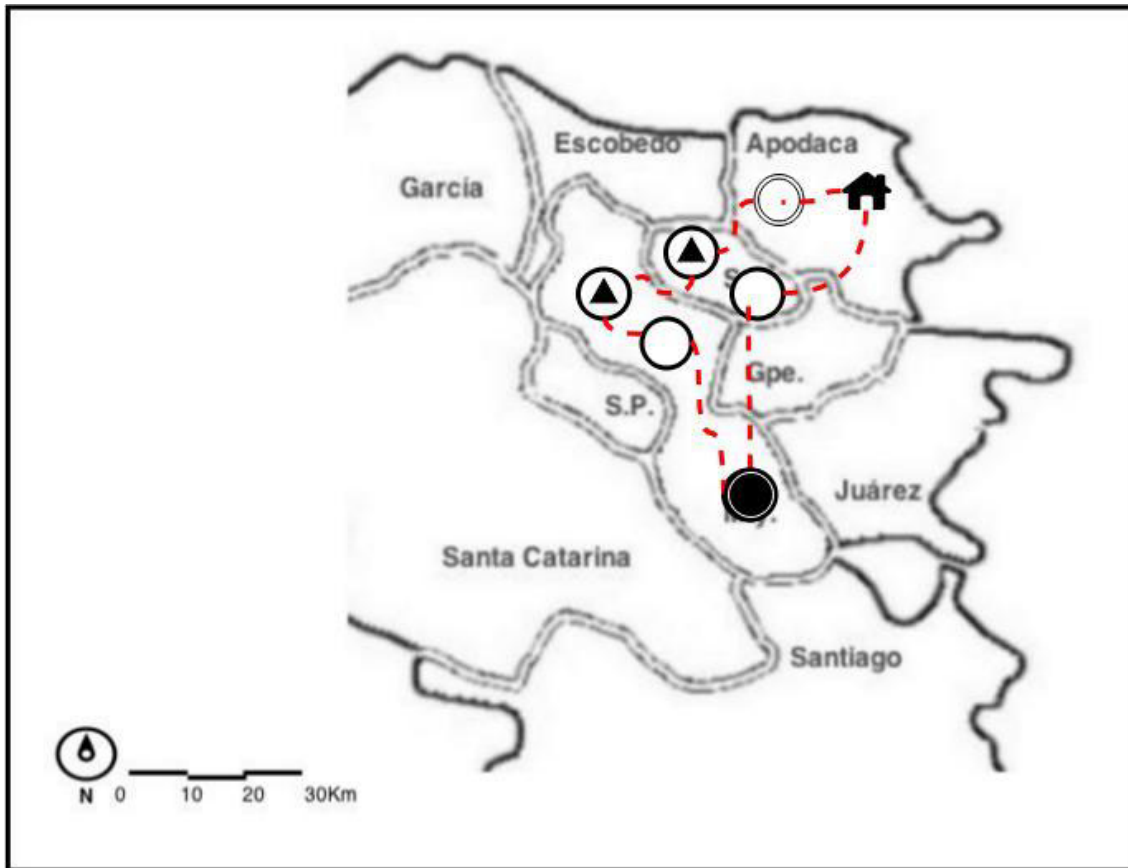 Escobedo
Apodaca
García
Gpe.
S.P.
Juárez
Santa Catarina
Santiago
N 0 10 20 30Km